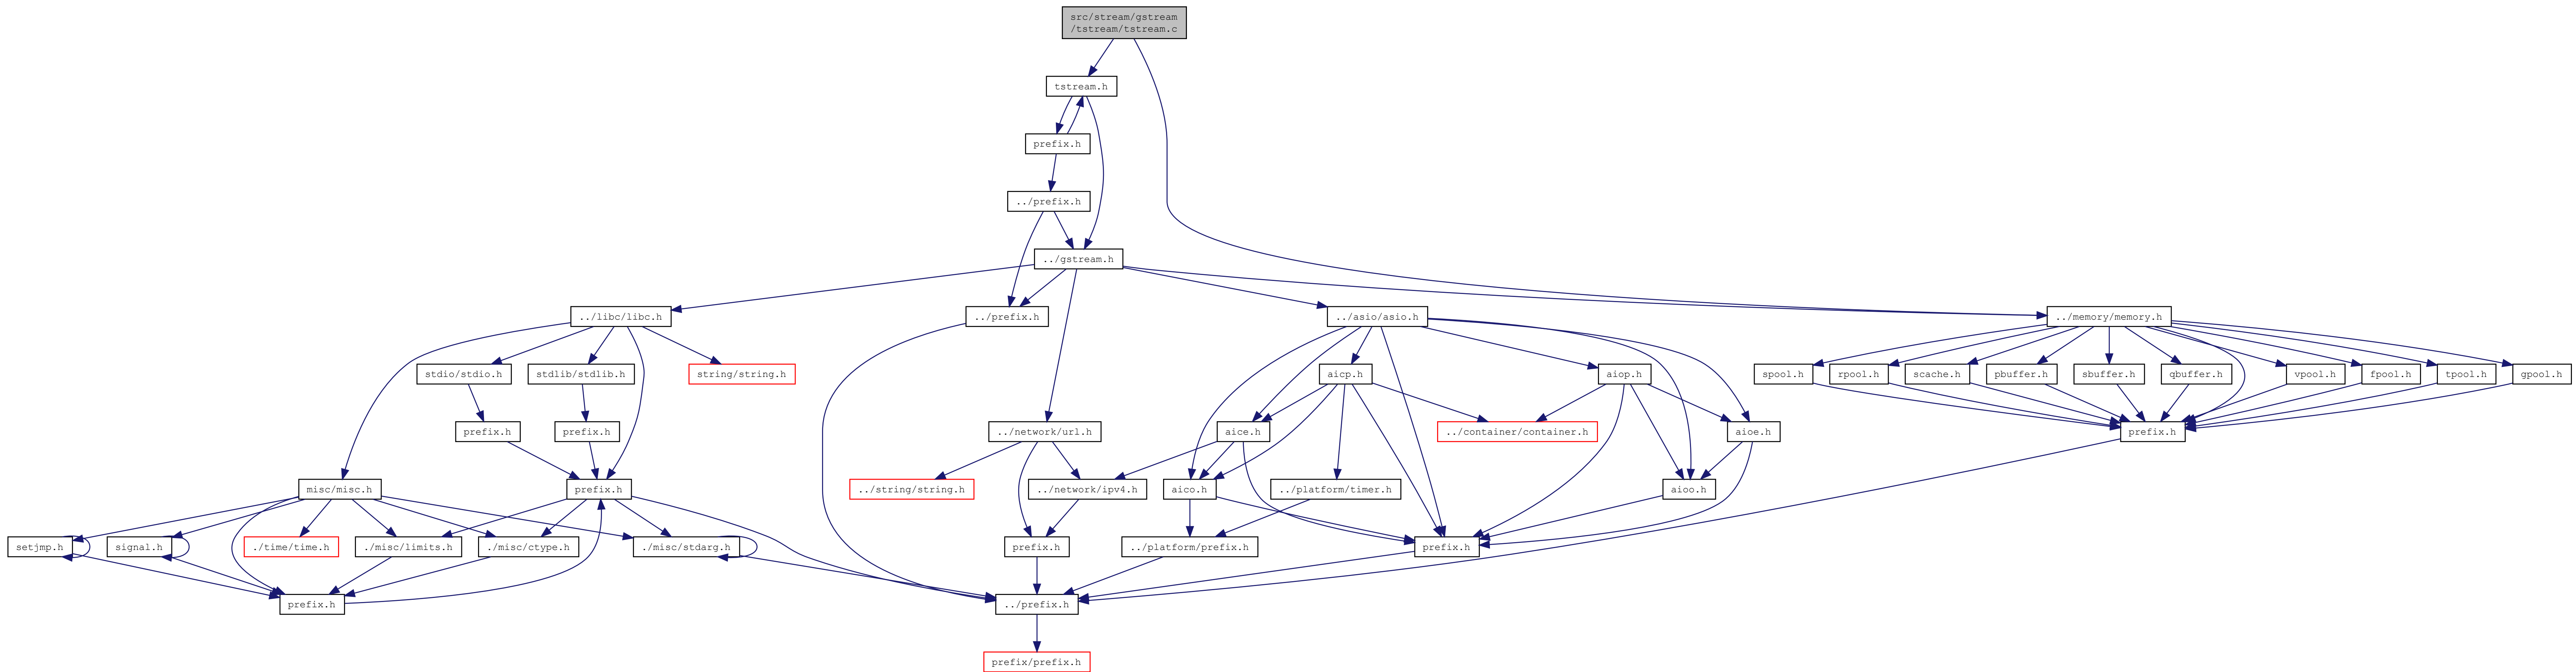 src/stream/gstream
/tstream/tstream.c
tstream.h
prefix.h
../prefix.h
../gstream.h
../libc/libc.h
../prefix.h
../asio/asio.h
../memory/memory.h
stdio/stdio.h
stdlib/stdlib.h
string/string.h
aicp.h
aiop.h
spool.h
rpool.h
scache.h
pbuffer.h
sbuffer.h
qbuffer.h
vpool.h
fpool.h
tpool.h
gpool.h
prefix.h
prefix.h
../network/url.h
aice.h
../container/container.h
aioe.h
prefix.h
misc/misc.h
prefix.h
../string/string.h
../network/ipv4.h
aico.h
../platform/timer.h
aioo.h
setjmp.h
signal.h
./time/time.h
./misc/limits.h
./misc/ctype.h
./misc/stdarg.h
prefix.h
../platform/prefix.h
prefix.h
prefix.h
../prefix.h
prefix/prefix.h